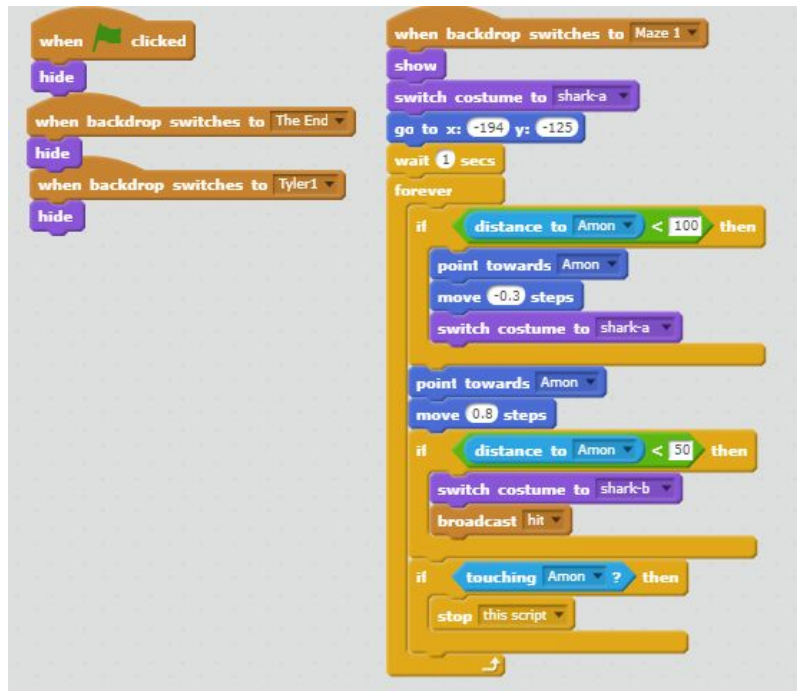 when clicked
hide
when backdrop switches to The End
hide
when backdrop switches to Tyler1
hide
when backdrop switches to Maze 1
show
switch costume to shark-a
go to x: -194 y: -125
wait 1 secs
forever
if distance to Amon < 100 then
point towards Amon
move -0.3 steps
switch costume to shark-a
point towards Amon
move 0.8 steps
if distance to Amon < 50 then
switch costume to shark-b
broadcast hit
if touching Amon ? then
stop this script